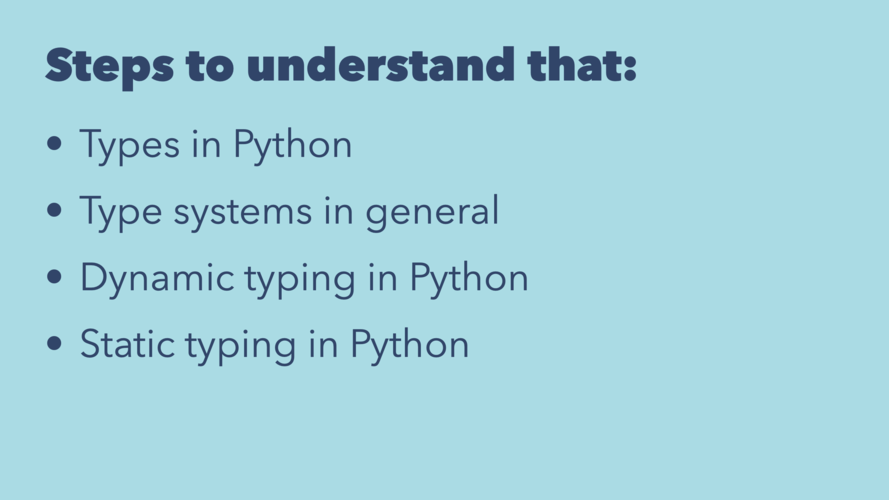 Steps to understand that:
• Types in Python
• Type systems in general
• Dynamic typing in Python
• Static typing in Python